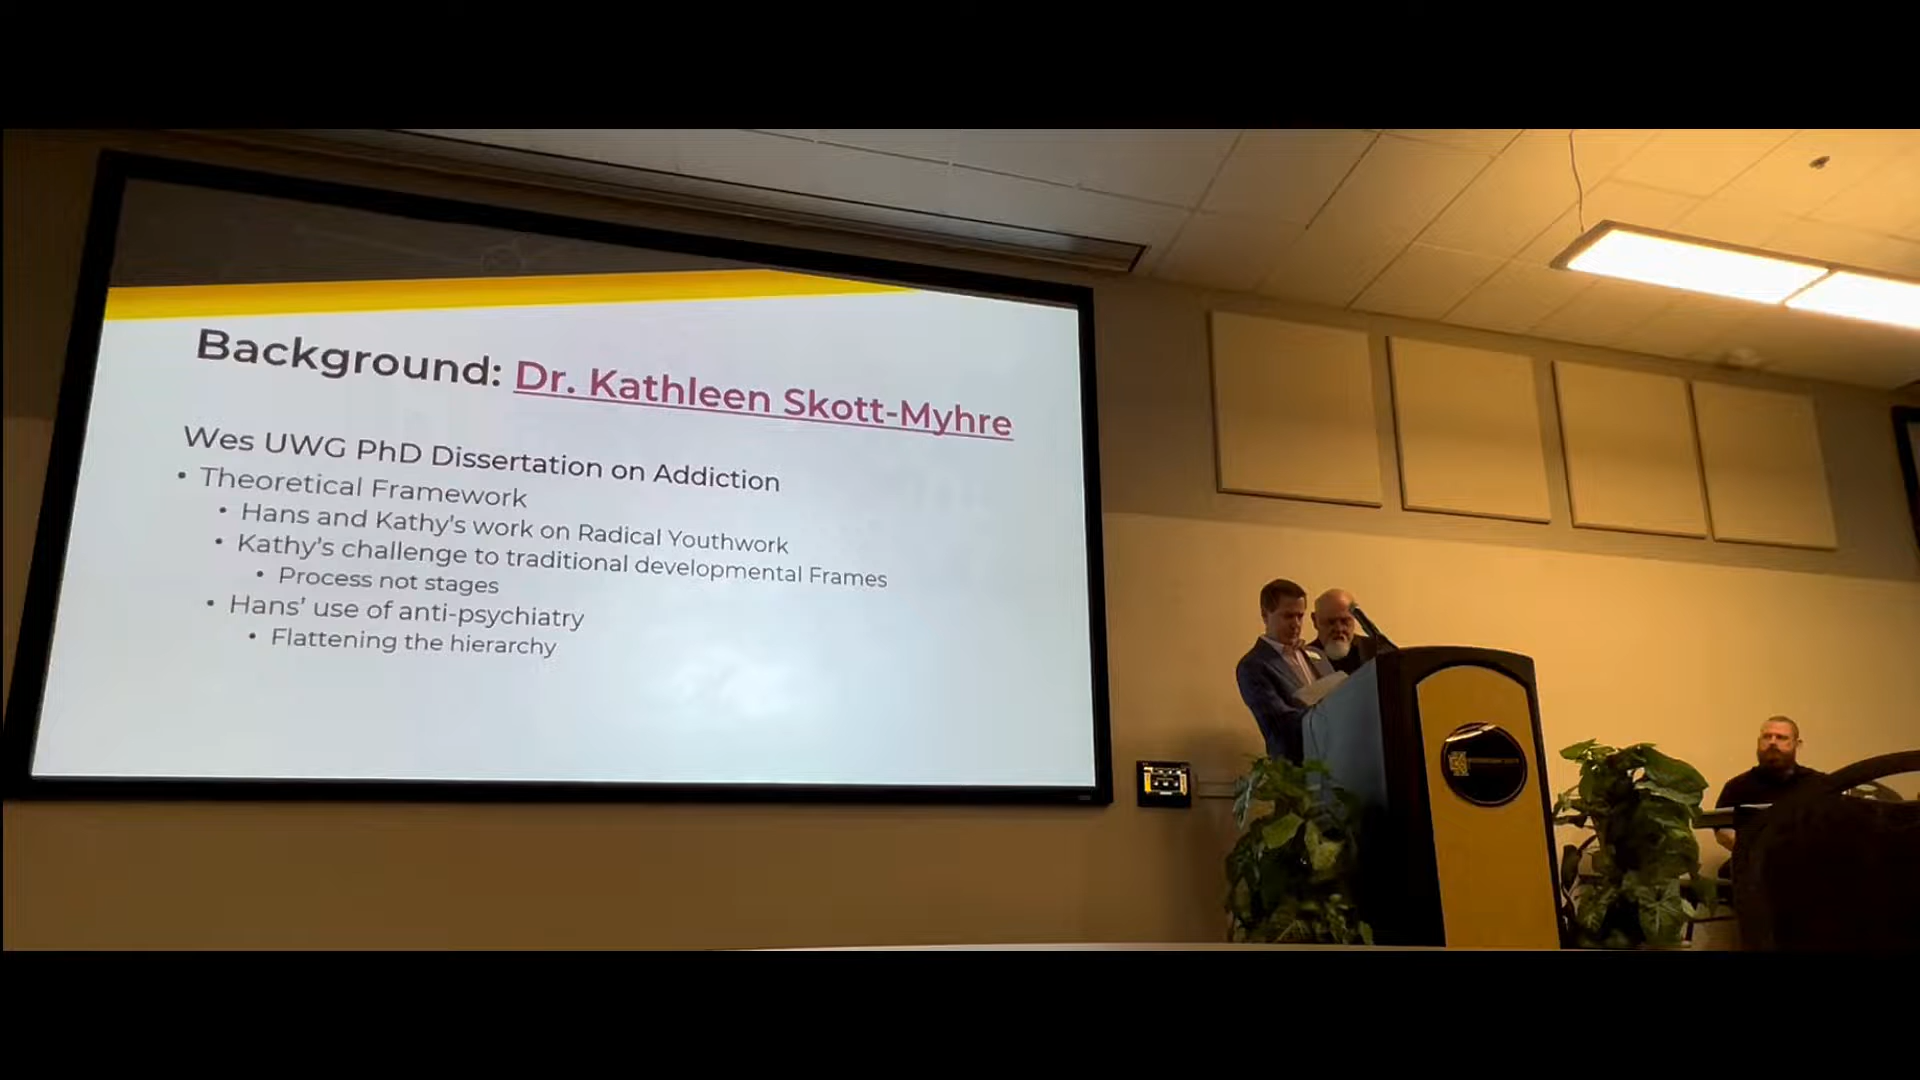 Background: Dr. Kathleen Skott-Myhre
Wes UWG PhD Dissertation on Addiction
• Theoretical Framework
• Hans and Kathy's work on Radical Youthwork
• Kathy's challenge to traditional developmental Frames
• Process not stages
• Hans' use of anti-psychiatry
• Flattening the hierarchy